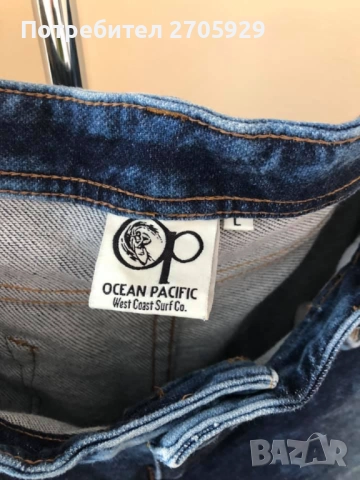 Потребител 2705929
Op
OCEAN PACIFIC
West Coast Surf Co.
L
BAZAR